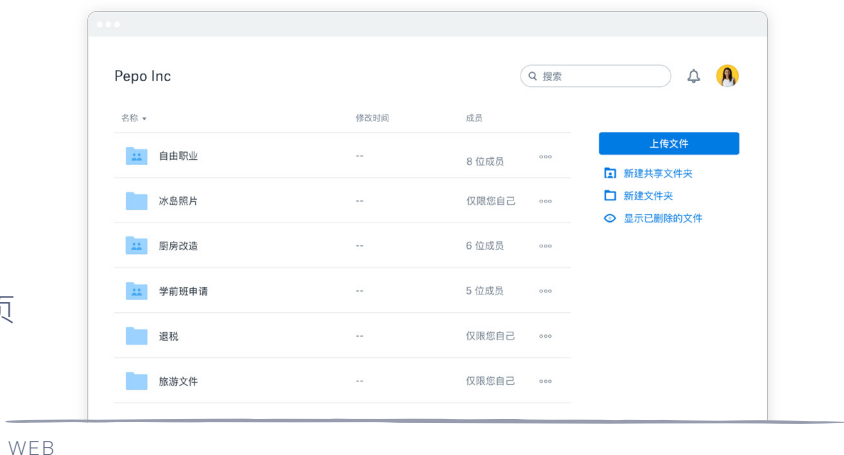 Pepo Inc
搜索
名称 修改时间 成员
自由职业 -- 8 位成员
上传文件
新建共享文件夹
冰岛照片 -- 仅限您自己
新建文件夹
显示已删除的文件
厨房改造 -- 6 位成员
学前班申请 -- 5 位成员
页
退税 -- 仅限您自己
旅游文件 -- 仅限您自己
WEB